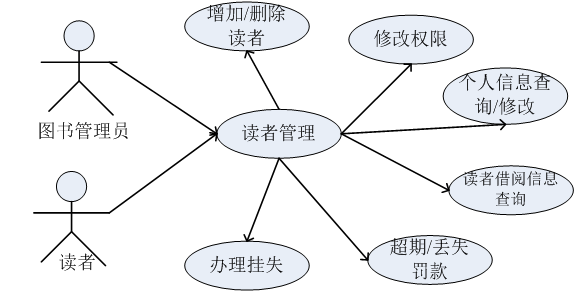 增加/删除
读者
修改权限
个人信息查
询/修改
图书管理员
读者管理
读者借阅信息
查询
读者
办理挂失
超期/丢失
罚款